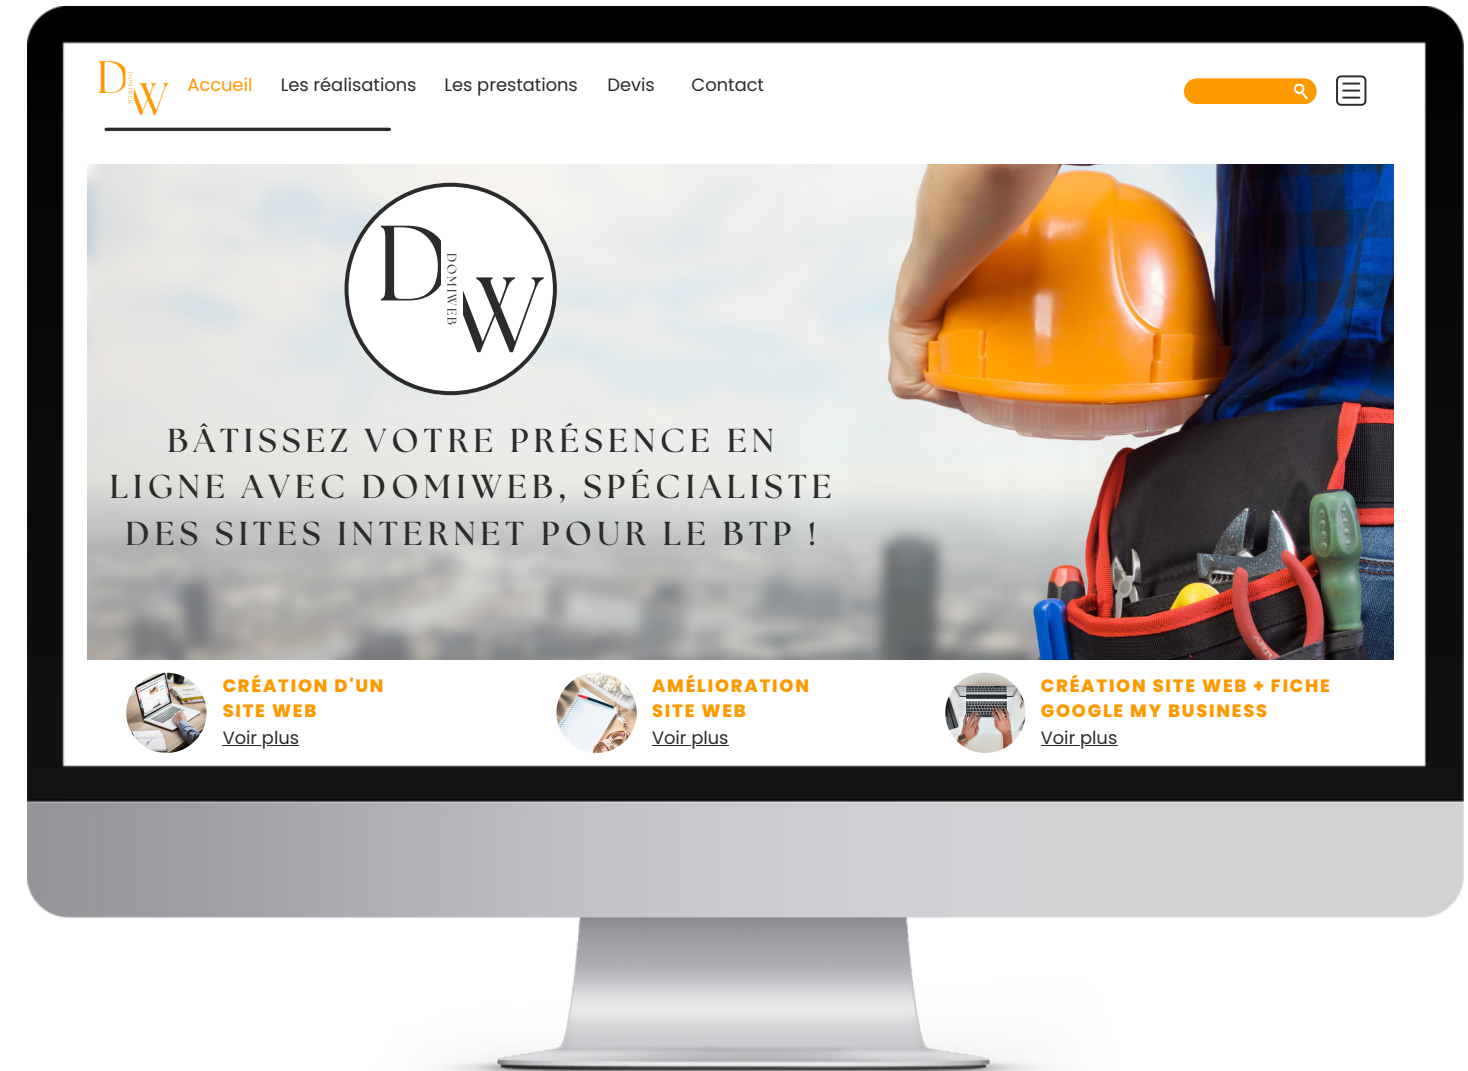 D
DOMIWEB
W
Accueil
Les réalisations
Les prestations
Devis
Contact
D
DOMIWEB
W
BÂTISSEZ VOTRE PRÉSENCE EN
LIGNE AVEC DOMIWEB, SPÉCIALISTE
DES SITES INTERNET POUR LE BTP !
CRÉATION D'UN
SITE WEB
Voir plus
AMÉLIORATION
SITE WEB
Voir plus
CRÉATION SITE WEB + FICHE
GOOGLE MY BUSINESS
Voir plus